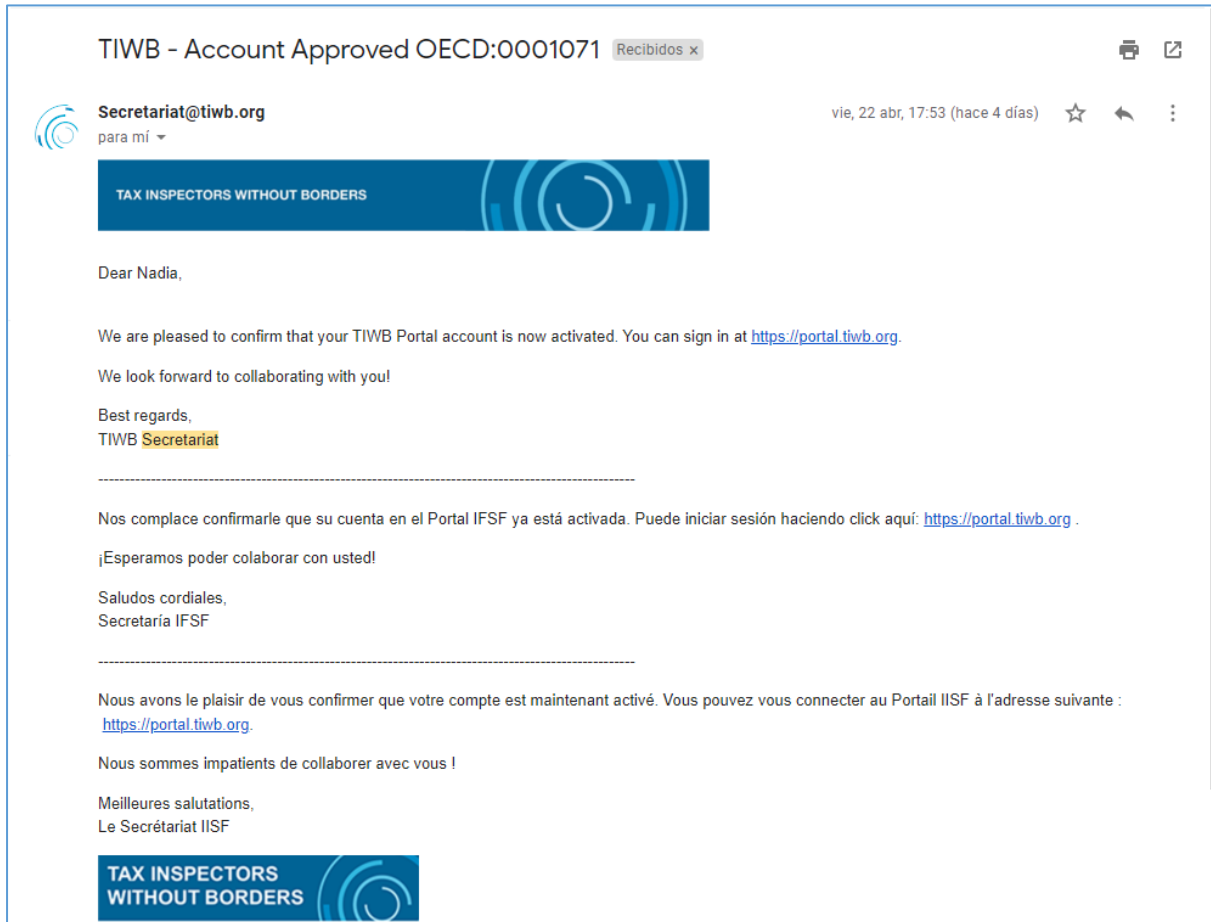 TIWB - Account Approved OECD:0001071 Recibidos x
Secretariat@tiwb.org vie, 22 abr, 17:53 (hace 4 días)
para mí
TAX INSPECTORS WITHOUT BORDERS
Dear Nadia,
We are pleased to confirm that your TIWB Portal account is now activated. You can sign in at https://portal.tiwb.org.
We look forward to collaborating with you!
Best regards,
TIWB Secretariat
------------------------------------------------------------------------------------------------------
Nos complace confirmarle que su cuenta en el Portal IFSF ya está activada. Puede iniciar sesión haciendo click aquí: https://portal.tiwb.org .
¡Esperamos poder colaborar con usted!
Saludos cordiales,
Secretaría IFSF
------------------------------------------------------------------------------------------------------
Nous avons le plaisir de vous confirmer que votre compte est maintenant activé. Vous pouvez vous connecter au Portail IISF à l'adresse suivante :
https://portal.tiwb.org.
Nous sommes impatients de collaborer avec vous !
Meilleures salutations,
Le Secrétariat IISF
TAX INSPECTORS
WITHOUT BORDERS